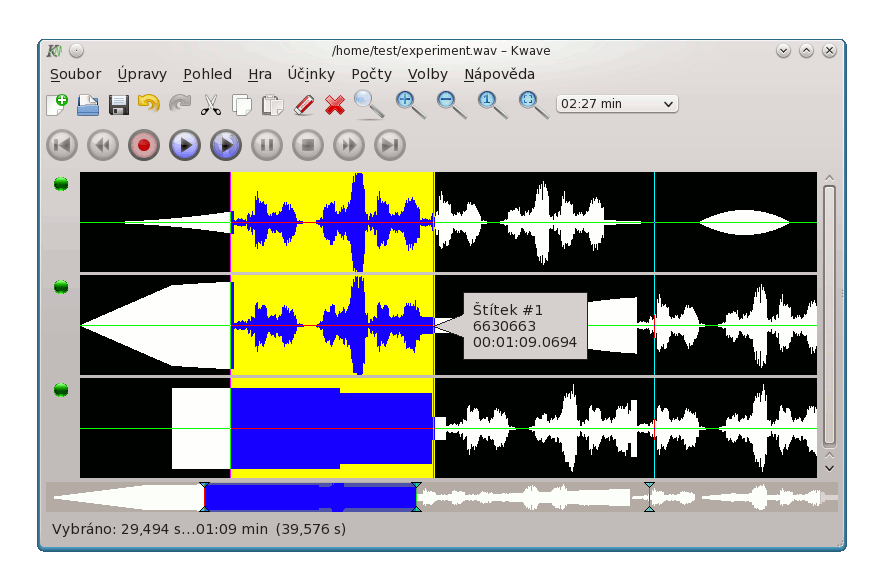 /home/test/experiment.wav – Kwave
Soubor Úpravy Pohled Hra Účinky Počty Volby Nápověda
1 02:27 min
Štítek #1
6630663
00:01:09.0694
Vybráno: 29,494 s...01:09 min (39,576 s)